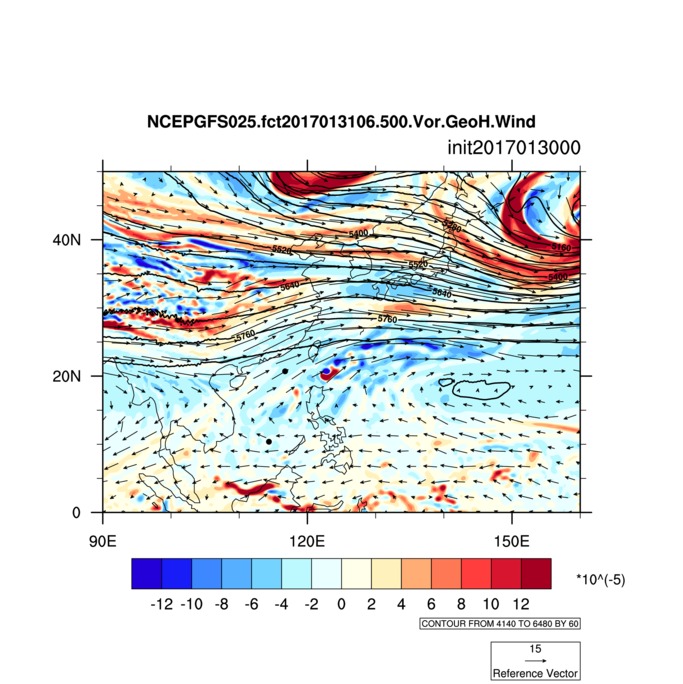 NCEPGFS025.fct2017013106.500.Vor.GeoH.Wind
init2017013000
40N
20N
0
90E 120E 150E
5400
5520
5640
5760
5520
5640
5760
5160
5400
-12 -10 -8 -6 -4 -2 0 2 4 6 8 10 12
*10^(-5)
CONTOUR FROM 4140 TO 6480 BY 60
15
Reference Vector